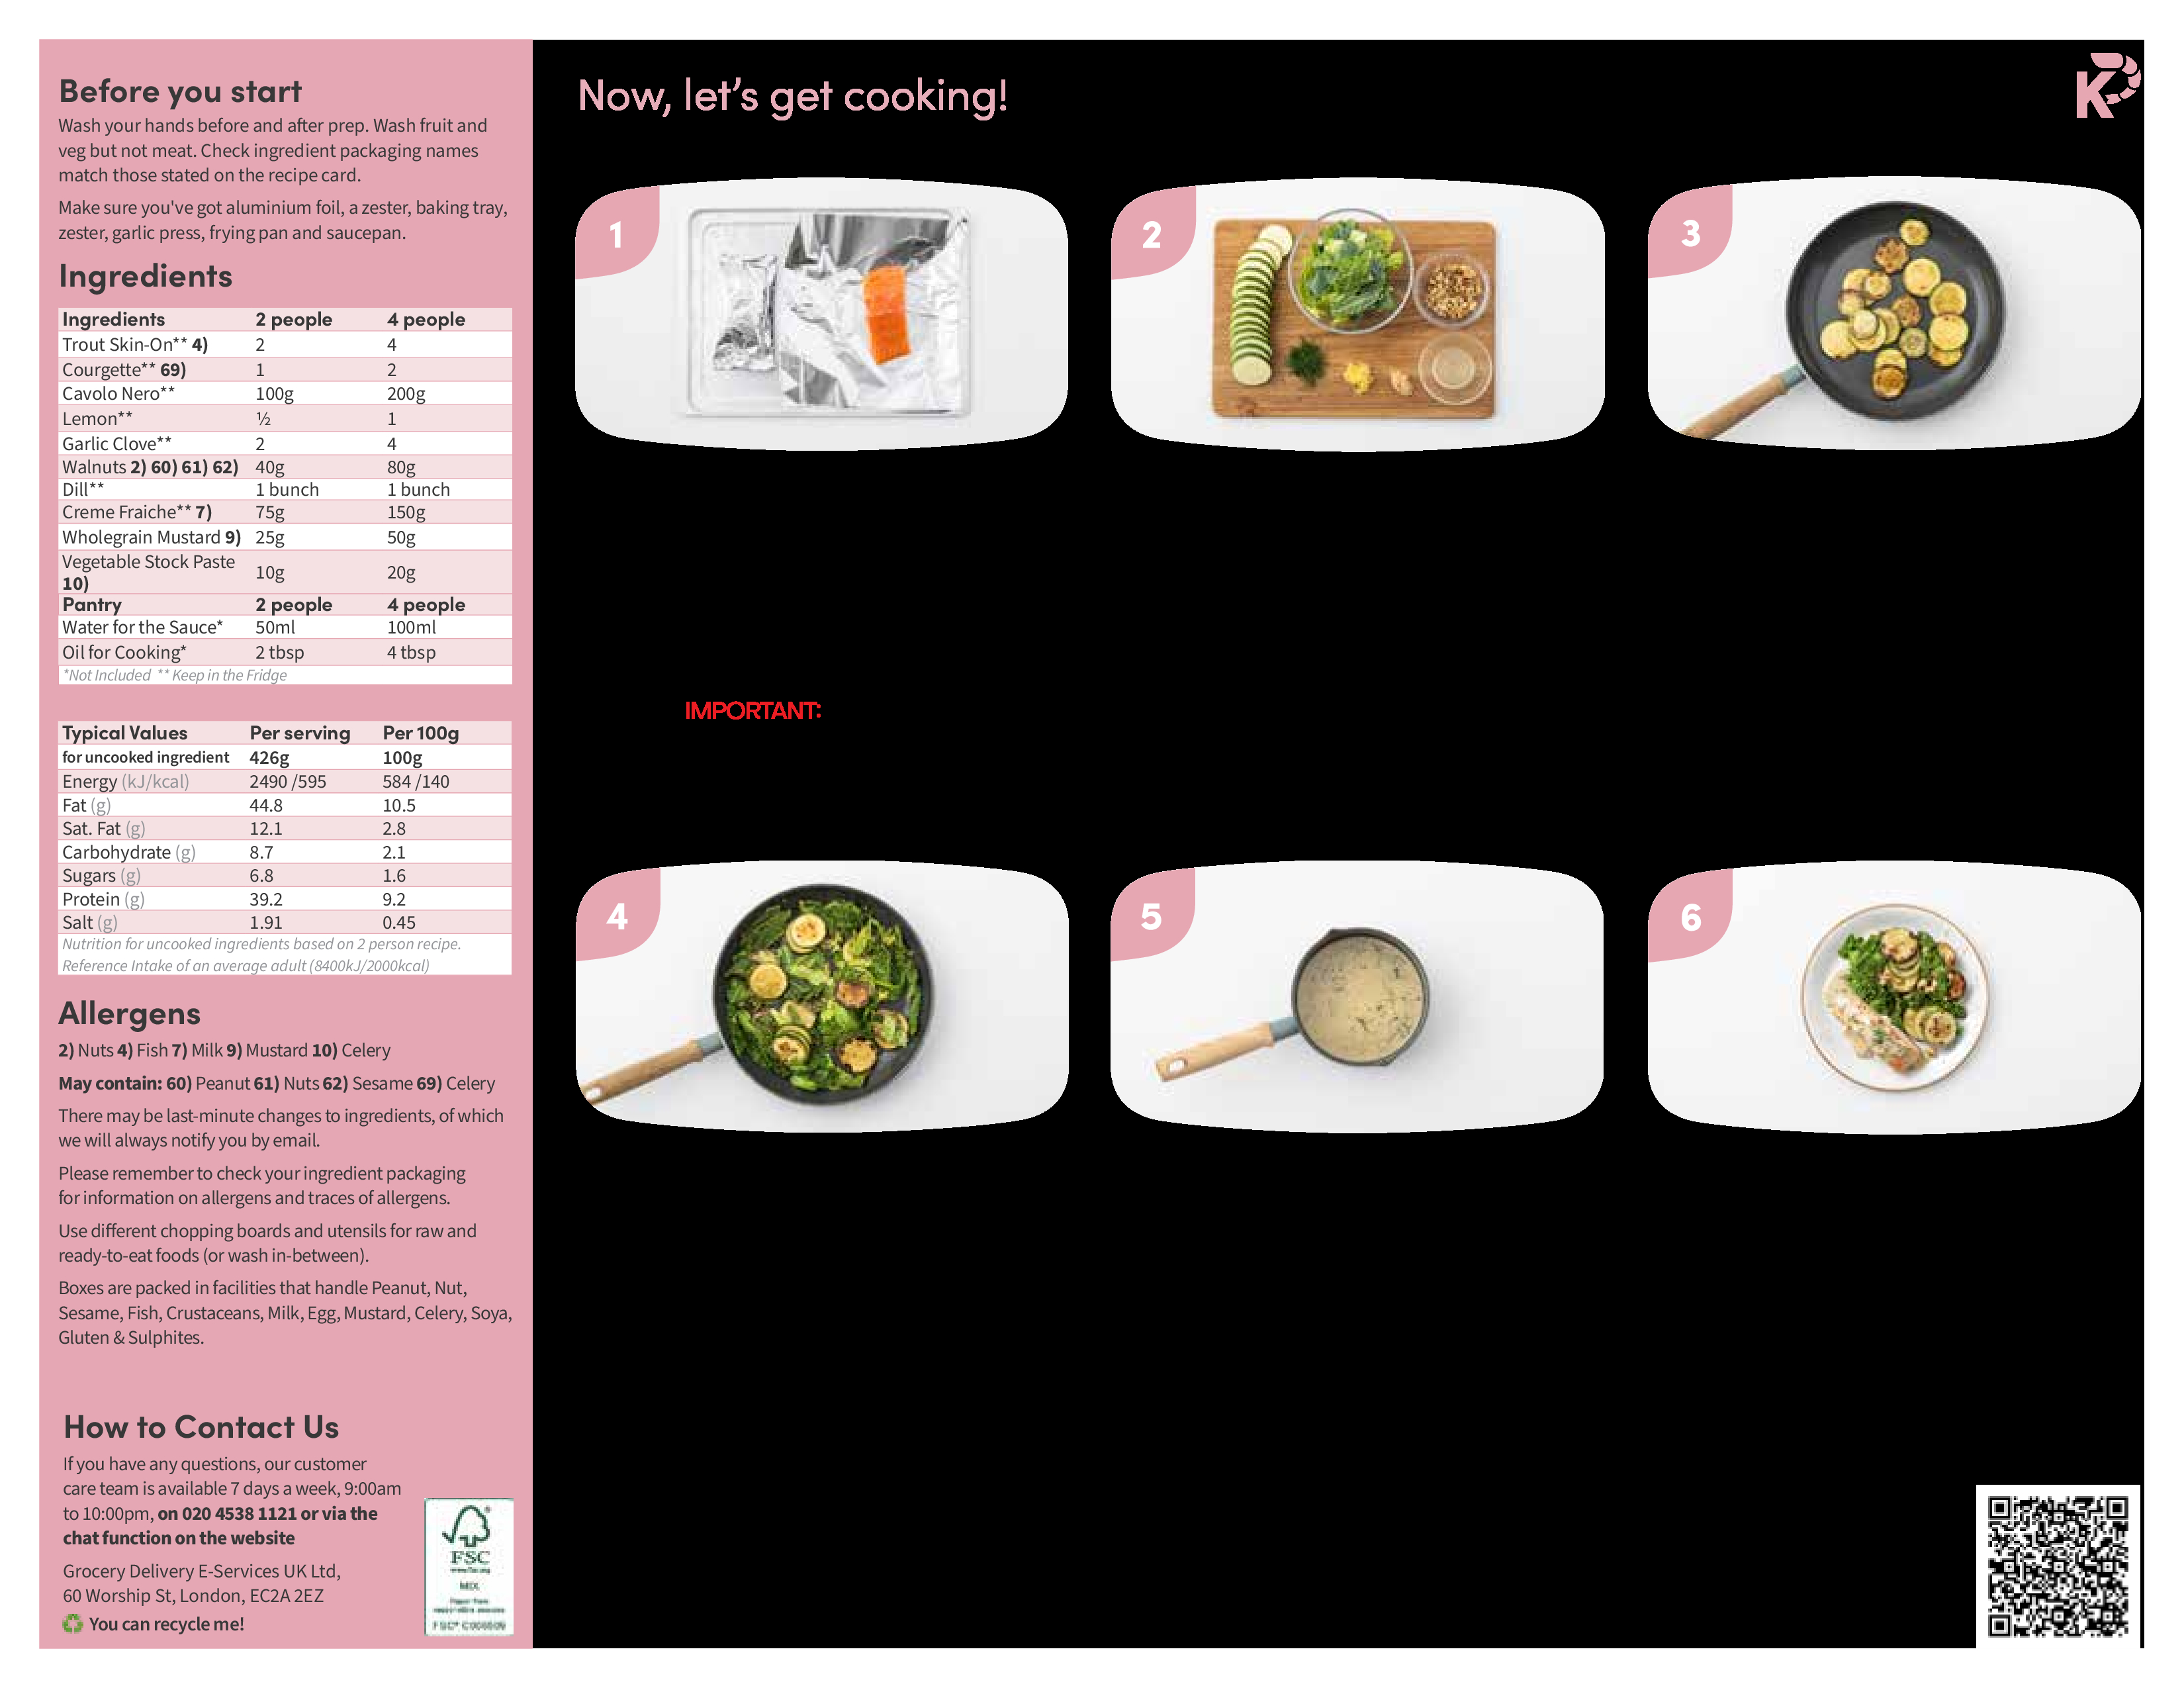 Before you start
Wash your hands before and after prep. Wash fruit and
veg but not meat. Check ingredient packaging names
match those stated on the recipe card.
Make sure you've got aluminium foil, a zester, baking tray,
zester, garlic press, frying pan and saucepan.
Ingredients
Ingredients 2 people 4 people
Trout Skin-On** 4) 2 4
Courgette** 69) 1 2
Cavolo Nero** 100g 200g
Lemon** ½ 1
Garlic Clove** 2 4
Walnuts 2) 60) 61) 62) 40g 80g
Dill** 1 bunch 1 bunch
Creme Fraiche** 7) 75g 150g
Wholegrain Mustard 9) 25g 50g
Vegetable Stock Paste
10) 10g 20g
Pantry 2 people 4 people
Water for the Sauce* 50ml 100ml
Oil for Cooking* 2 tbsp 4 tbsp
*Not Included ** Keep in the Fridge
Typical Values Per serving Per 100g
for uncooked ingredient 426g 100g
Energy (kJ/kcal) 2490 /595 584 /140
Fat (g) 44.8 10.5
Sat. Fat (g) 12.1 2.8
Carbohydrate (g) 8.7 2.1
Sugars (g) 6.8 1.6
Protein (g) 39.2 9.2
Salt (g) 1.91 0.45
Nutrition for uncooked ingredients based on 2 person recipe.
Reference Intake of an average adult (8400kJ/2000kcal)
Allergens
2) Nuts 4) Fish 7) Milk 9) Mustard 10) Celery
May contain: 60) Peanut 61) Nuts 62) Sesame 69) Celery
There may be last-minute changes to ingredients, of which
we will always notify you by email.
Please remember to check your ingredient packaging
for information on allergens and traces of allergens.
Use different chopping boards and utensils for raw and
ready-to-eat foods (or wash in-between).
Boxes are packed in facilities that handle Peanut, Nut,
Sesame, Fish, Crustaceans, Milk, Egg, Mustard, Celery, Soya,
Gluten & Sulphites.
How to Contact Us
If you have any questions, our customer
care team is available 7 days a week, 9:00am
to 10:00pm, on 020 4538 1121 or via the
chat function on the website
Grocery Delivery E-Services UK Ltd,
60 Worship St, London, EC2A 2EZ
You can recycle me!
FSC
MIX
Now, let's get cooking!
1
2
3
IMPORTANT:
4
5
6